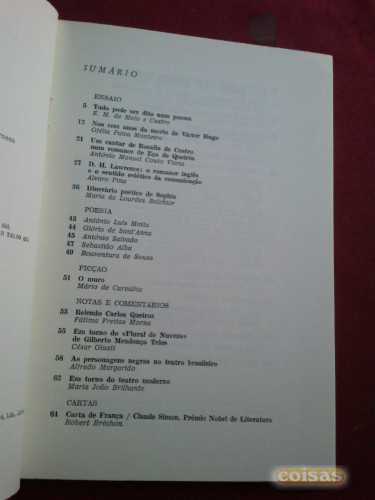 SUMÁRIO
ENSAIO
5 Tudo pode ser dito num poema
E. M. de Melo e Castro
12 Nos cem anos da morte de Victor Hugo
Ofélia Paiva Monteiro
21 Um cantar de Rosalía de Castro
num romance de Eça de Queirós
António Manuel Couto Viana
27 D. H. Lawrence: o romance inglês
e o sentido estético da comunicação
Álvaro Pina
36 Itinerário poético de Sophia
Maria de Lourdes Belchior
POESIA
43 António Luís Moita
44 Glória de Sant'Anna
45 António Salvado
47 Sebastião Alba
49 Boaventura de Sousa
FICÇÃO
51 O muro
Mário de Carvalho
NOTAS E COMENTÁRIOS
53 Relendo Carlos Queirós
Fátima Freitas Morna
55 Em torno do «Plural de Nuvens»
de Gilberto Mendonça Teles
César Giusti
58 As personagens negras no teatro brasileiro
Alfredo Margarido
62 Em torno do teatro moderno
Maria João Brilhante
CARTAS
64 Carta de França / Claude Simon, Prémio Nobel de Literatura
Robert Bréchon
coisas